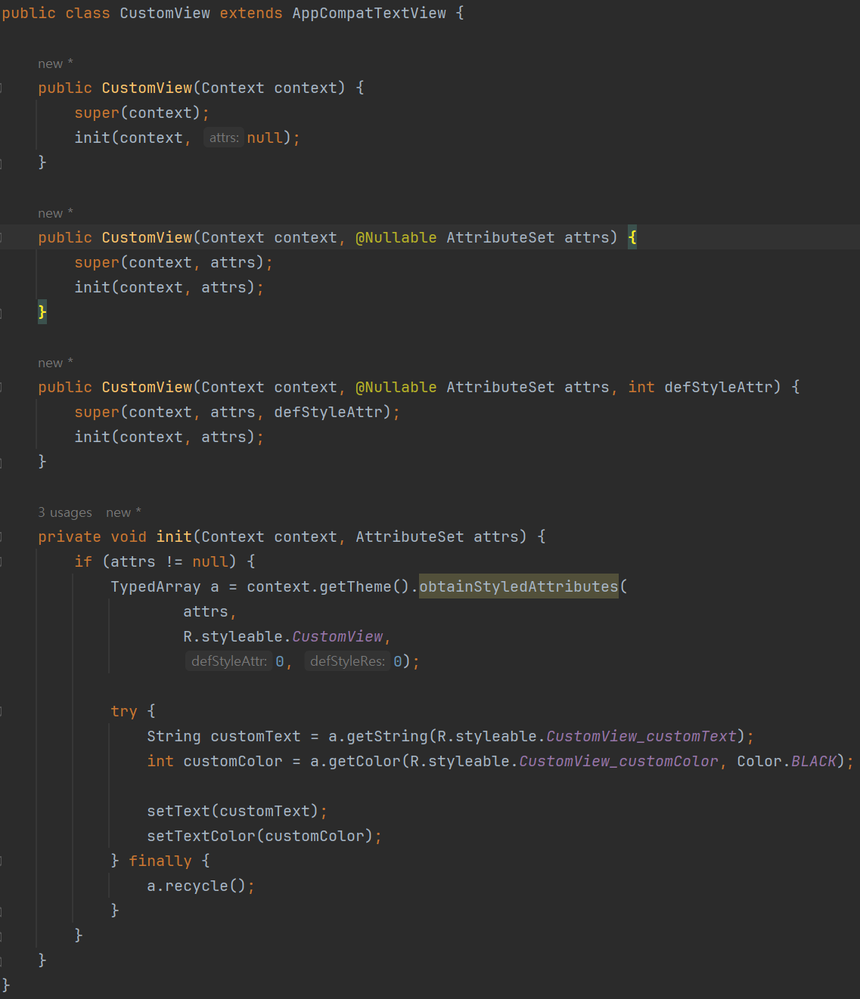 public class CustomView extends AppCompatTextView {
new *
public CustomView(Context context) {
super(context);
init(context, attrs: null);
}
new *
public CustomView(Context context, @Nullable AttributeSet attrs) {
super(context, attrs);
init(context, attrs);
}
new *
public CustomView(Context context, @Nullable AttributeSet attrs, int defStyleAttr) {
super(context, attrs, defStyleAttr);
init(context, attrs);
}
3 usages new *
private void init(Context context, AttributeSet attrs) {
if (attrs != null) {
TypedArray a = context.getTheme().obtainStyledAttributes(
attrs,
R.styleable.CustomView,
defStyleAttr: 0, defStyleRes: 0);
try {
String customText = a.getString(R.styleable.CustomView_customText);
int customColor = a.getColor(R.styleable.CustomView_customColor, Color.BLACK);
setText(customText);
setTextColor(customColor);
} finally {
a.recycle();
}
}
}
}